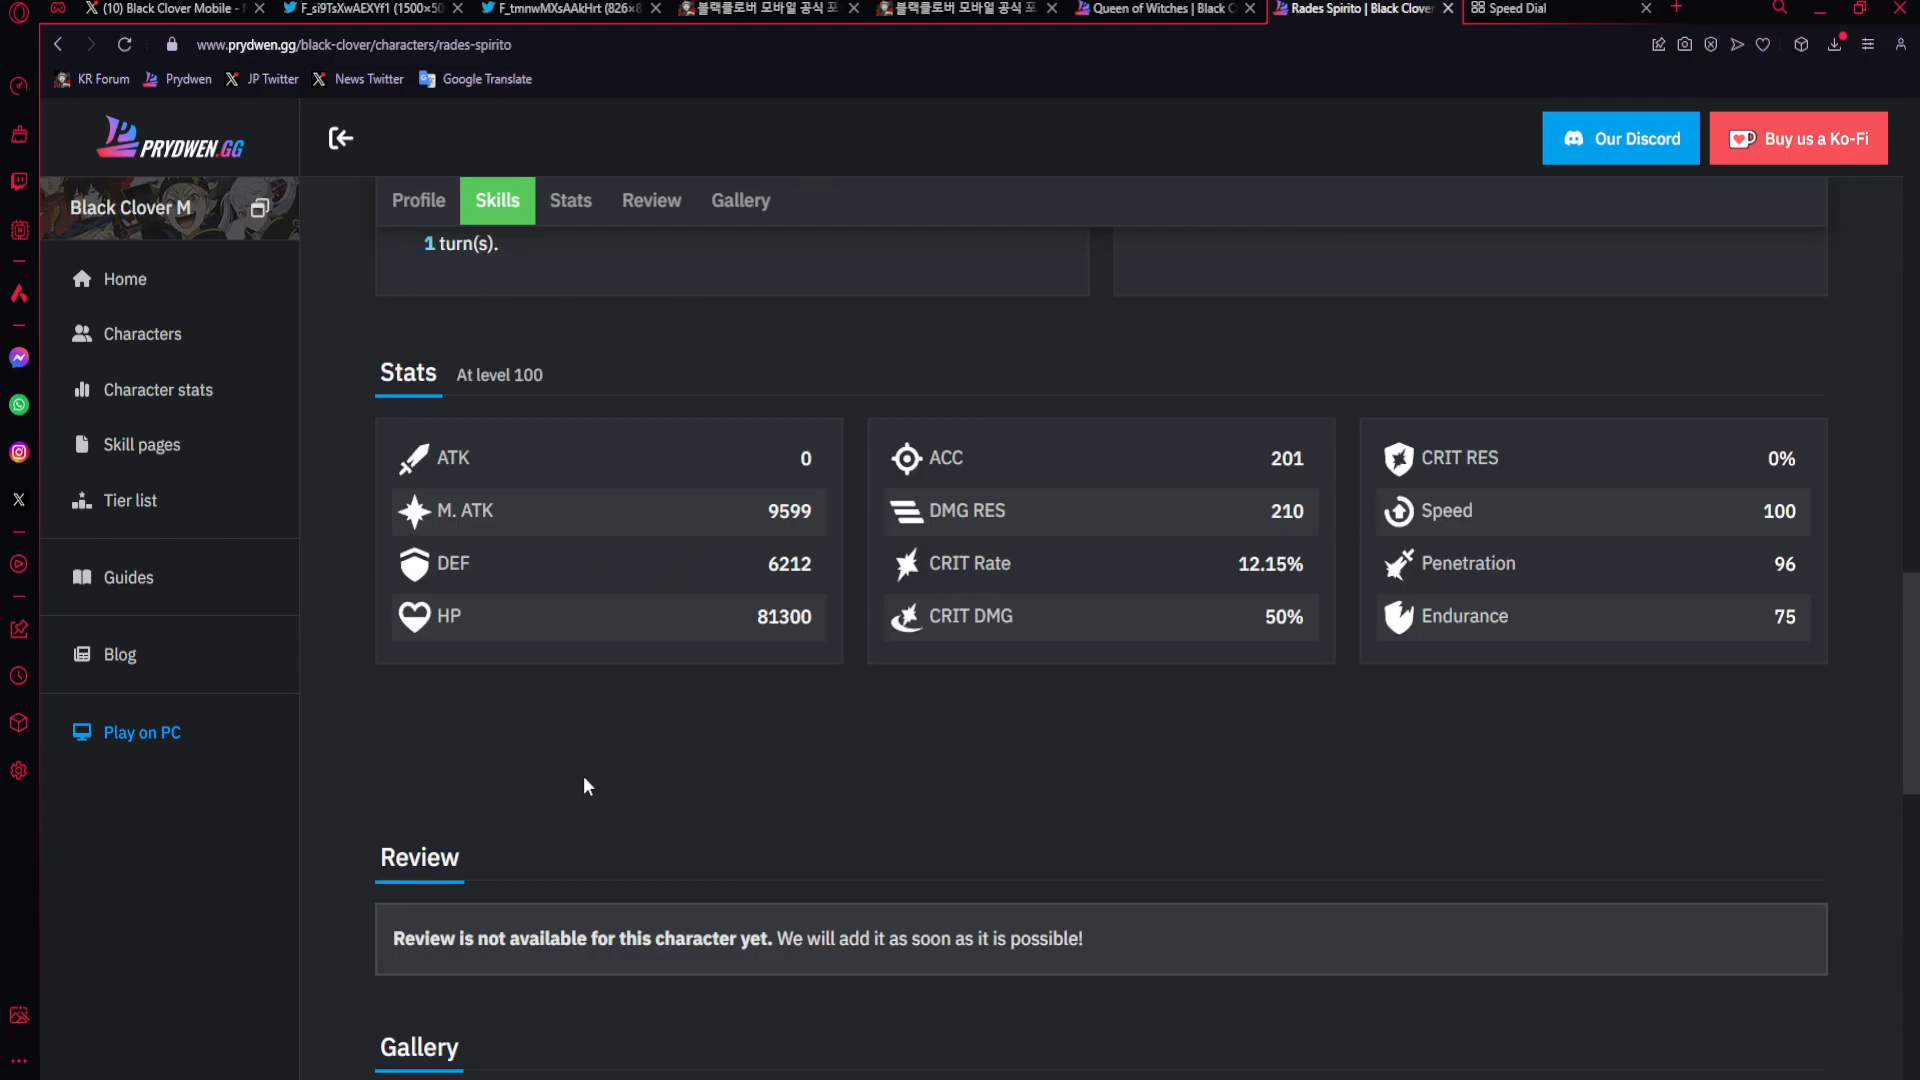 (10) Black Clover Mobile -
F_si9TsXwAEXYf1 (1500×50
F_tmnwMXsAAkHrt (826×8
블랙클로버 모바일 공식 포
블랙클로버 모바일 공식 포
Queen of Witches | Black C
Rades Spirito | Black Clover
Speed Dial
www.prydwen.gg/black-clover/characters/rades-spirito
KR Forum
Prydwen
JP Twitter
News Twitter
Google Translate
PRYDWEN.GG
Our Discord
Buy us a Ko-Fi
Black Clover M
Profile
Skills
Stats
Review
Gallery
1 turn(s).
Home
Characters
Character stats
Skill pages
Tier list
Guides
Blog
Play on PC
Stats At level 100
ATK 0
M. ATK 9599
DEF 6212
HP 81300
ACC 201
DMG RES 210
CRIT Rate 12.15%
CRIT DMG 50%
CRIT RES 0%
Speed 100
Penetration 96
Endurance 75
Review
Review is not available for this character yet. We will add it as soon as it is possible!
Gallery